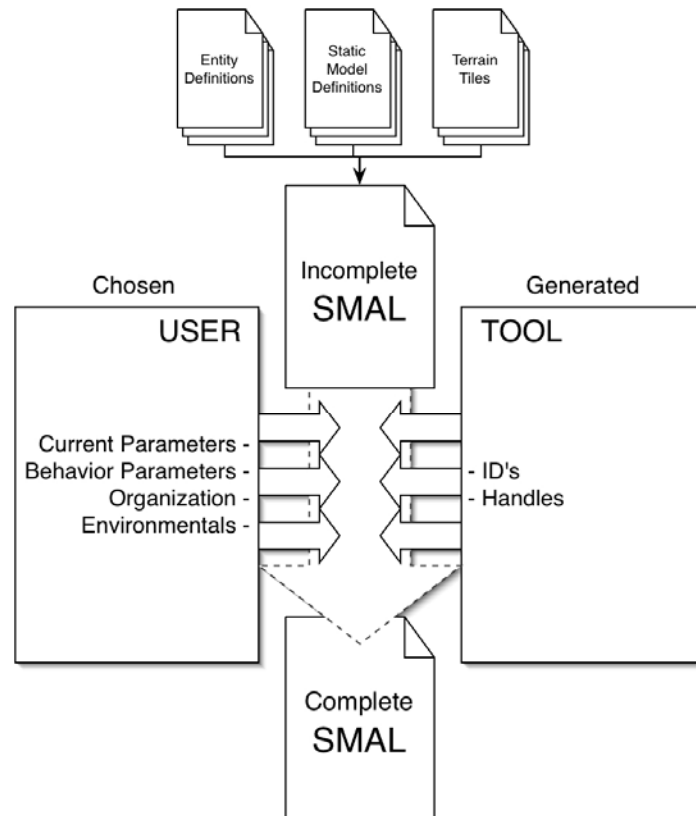 Entity
Definitions
Static
Model
Definitions
Terrain
Tiles
Incomplete
SMAL
Chosen
USER
Current Parameters -
Behavior Parameters -
Organization -
Environmentals -
Generated
TOOL
- ID's
- Handles
Complete
SMAL